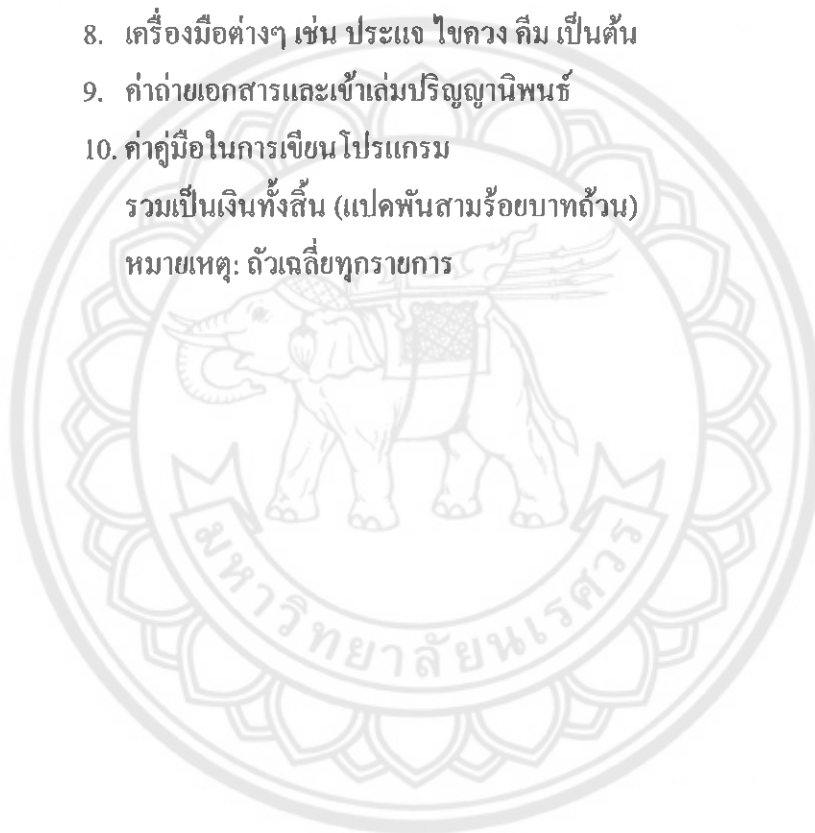 8. เครื่องมือต่างๆ เช่น ประแจ ไขควง คีม เป็นต้น
9. ค่าถ่ายเอกสารและเข้าเล่มปริญญานิพนธ์
10. ค่าคู่มือในการเขียนโปรแกรม
รวมเป็นเงินทั้งสิ้น (แปดพันสามร้อยบาทถ้วน)
หมายเหตุ: ถัวเฉลี่ยทุกรายการ
มหาวิทยาลัยนเรศวร